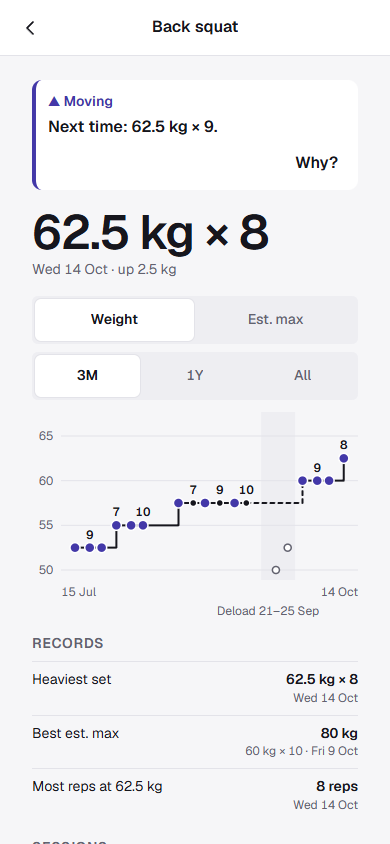 Back squat
▲ Moving
Next time: 62.5 kg × 9.
Why?
62.5 kg × 8
Wed 14 Oct · up 2.5 kg
Weight Est. max
3M 1Y All
65
8
60
9
7 9 10
55
7 10
9
50
15 Jul 14 Oct
Deload 21–25 Sep
RECORDS
Heaviest set 62.5 kg × 8
Wed 14 Oct
Best est. max 80 kg
60 kg × 10 · Fri 9 Oct
Most reps at 62.5 kg 8 reps
Wed 14 Oct